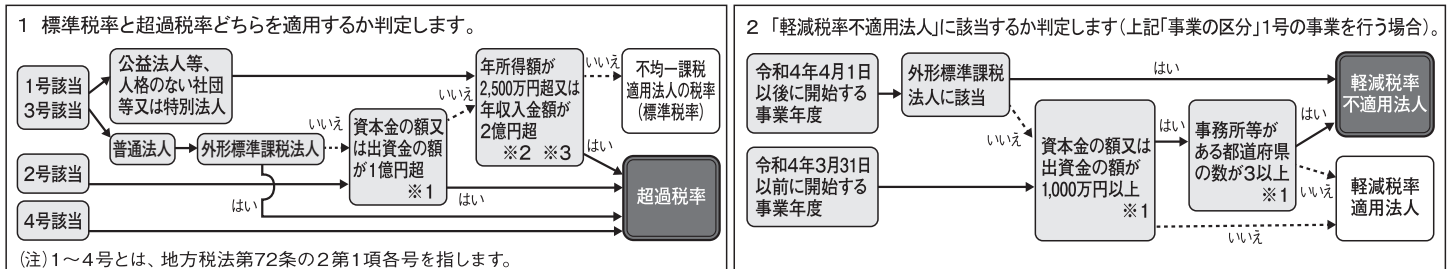 1 標準税率と超過税率どちらを適用するか判定します。
1号該当
3号該当
公益法人等、
人格のない社団
等又は特別法人
普通法人
外形標準課税法人
いいえ
はい
2号該当
4号該当
資本金の額又
は出資金の額
が1億円超
※1
いいえ
はい
年所得額が
2,500万円超又は
年収入金額が
2億円超
※2 ※3
いいえ
はい
不均一課税
適用法人の税率
(標準税率)
超過税率
(注)1～4号とは、地方税法第72条の2第1項各号を指します。
2 「軽減税率不適用法人」に該当するか判定します(上記「事業の区分」1号の事業を行う場合)。
令和4年4月1日
以後に開始する
事業年度
外形標準課税
法人に該当
はい
いいえ
令和4年3月31日
以前に開始する
事業年度
資本金の額又は
出資金の額が
1,000万円以上
※1
はい
いいえ
事務所等が
ある都道府県
の数が3以上
※1
はい
いいえ
軽減税率
不適用法人
軽減税率
適用法人